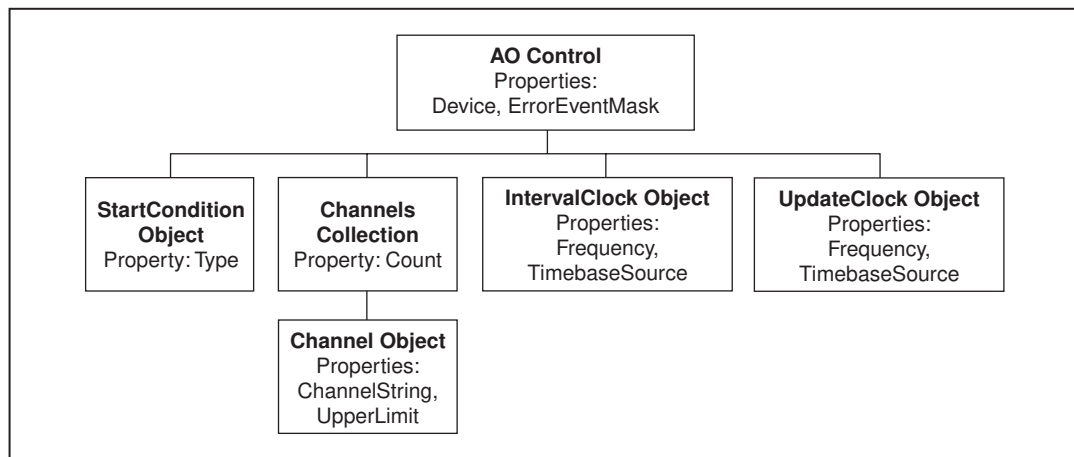 AO Control
Properties:
Device, ErrorEventMask
StartCondition
Object
Property: Type
Channels
Collection
Property: Count
IntervalClock Object
Properties:
Frequency,
TimebaseSource
UpdateClock Object
Properties:
Frequency,
TimebaseSource
Channel Object
Properties:
ChannelString,
UpperLimit